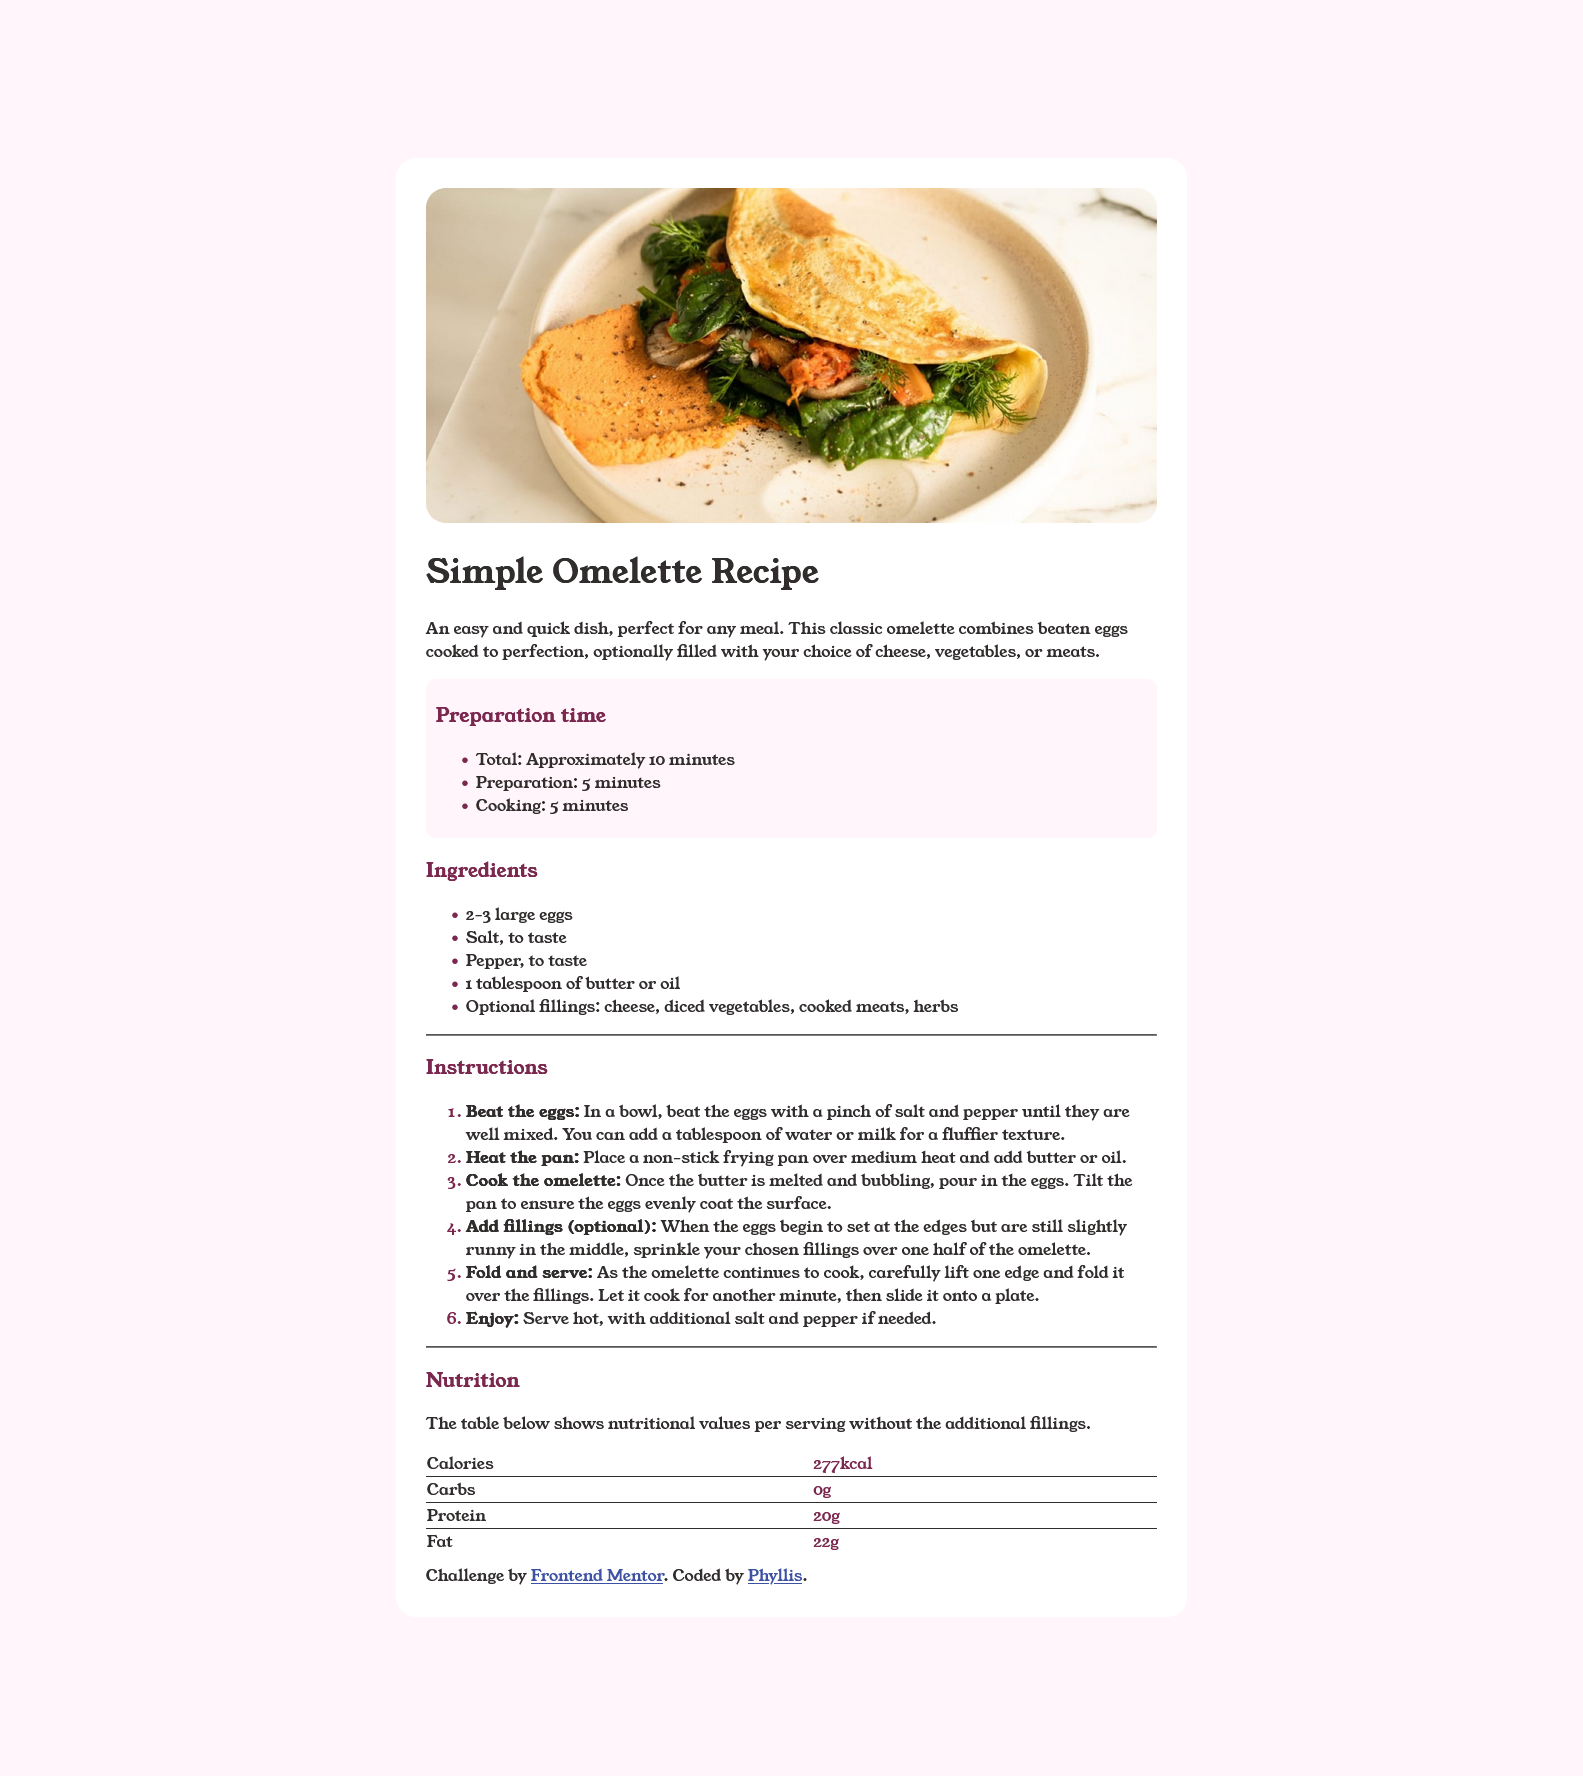 Simple Omelette Recipe
An easy and quick dish, perfect for any meal. This classic omelette combines beaten eggs
cooked to perfection, optionally filled with your choice of cheese, vegetables, or meats.
Preparation time
• Total: Approximately 10 minutes
• Preparation: 5 minutes
• Cooking: 5 minutes
Ingredients
• 2-3 large eggs
• Salt, to taste
• Pepper, to taste
• 1 tablespoon of butter or oil
• Optional fillings: cheese, diced vegetables, cooked meats, herbs
Instructions
1. Beat the eggs: In a bowl, beat the eggs with a pinch of salt and pepper until they are
well mixed. You can add a tablespoon of water or milk for a fluffier texture.
2. Heat the pan: Place a non-stick frying pan over medium heat and add butter or oil.
3. Cook the omelette: Once the butter is melted and bubbling, pour in the eggs. Tilt the
pan to ensure the eggs evenly coat the surface.
4. Add fillings (optional): When the eggs begin to set at the edges but are still slightly
runny in the middle, sprinkle your chosen fillings over one half of the omelette.
5. Fold and serve: As the omelette continues to cook, carefully lift one edge and fold it
over the fillings. Let it cook for another minute, then slide it onto a plate.
6. Enjoy: Serve hot, with additional salt and pepper if needed.
Nutrition
The table below shows nutritional values per serving without the additional fillings.
Calories 277kcal
Carbs 0g
Protein 20g
Fat 22g
Challenge by Frontend Mentor. Coded by Phyllis.